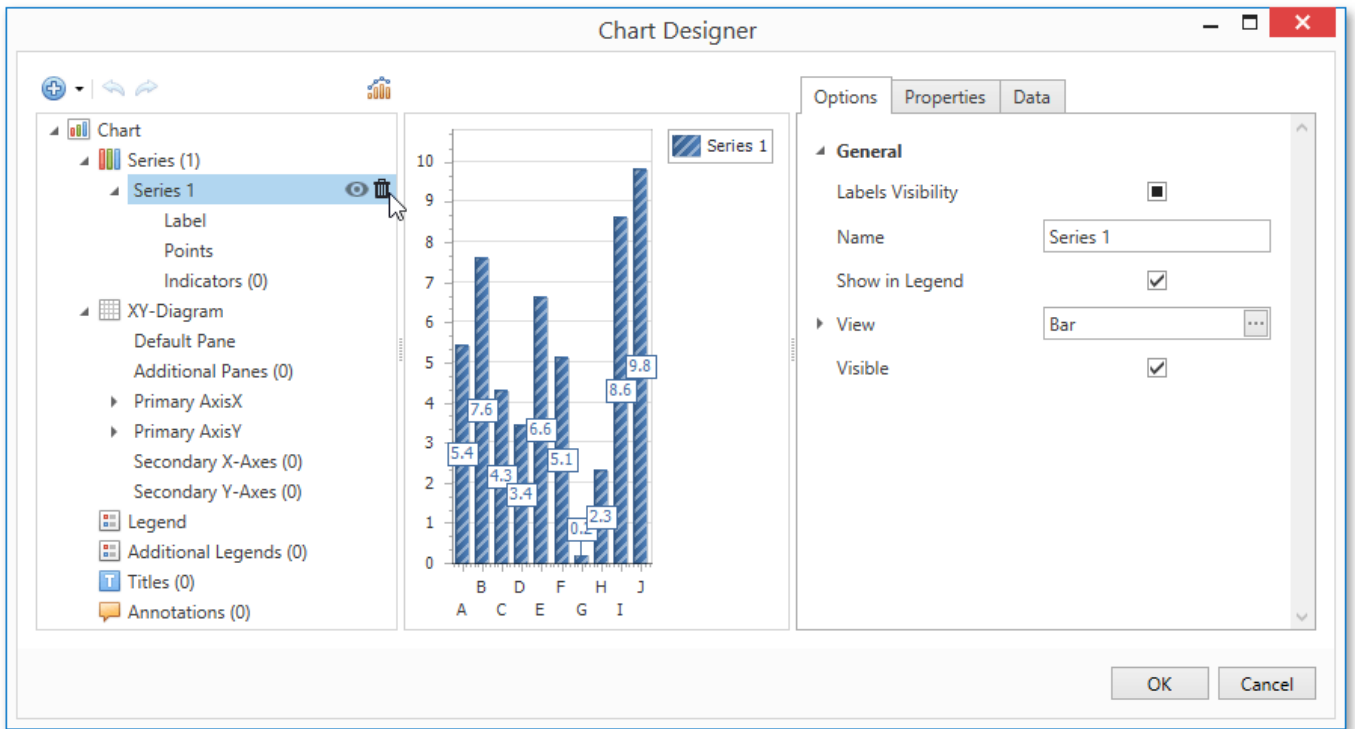 Chart Designer
Chart
Series (1)
Series 1
Label
Points
Indicators (0)
XY-Diagram
Default Pane
Additional Panes (0)
Primary AxisX
Primary AxisY
Secondary X-Axes (0)
Secondary Y-Axes (0)
Legend
Additional Legends (0)
Titles (0)
Annotations (0)
Series 1
10
9
8
7
6
5
4
3
2
1
0
5.4
7.6
4.3
3.4
6.6
5.1
2.3
8.6
9.8
B D F H J
A C E G I
Options Properties Data
General
Labels Visibility
Name Series 1
Show in Legend
View Bar ...
Visible
OK Cancel